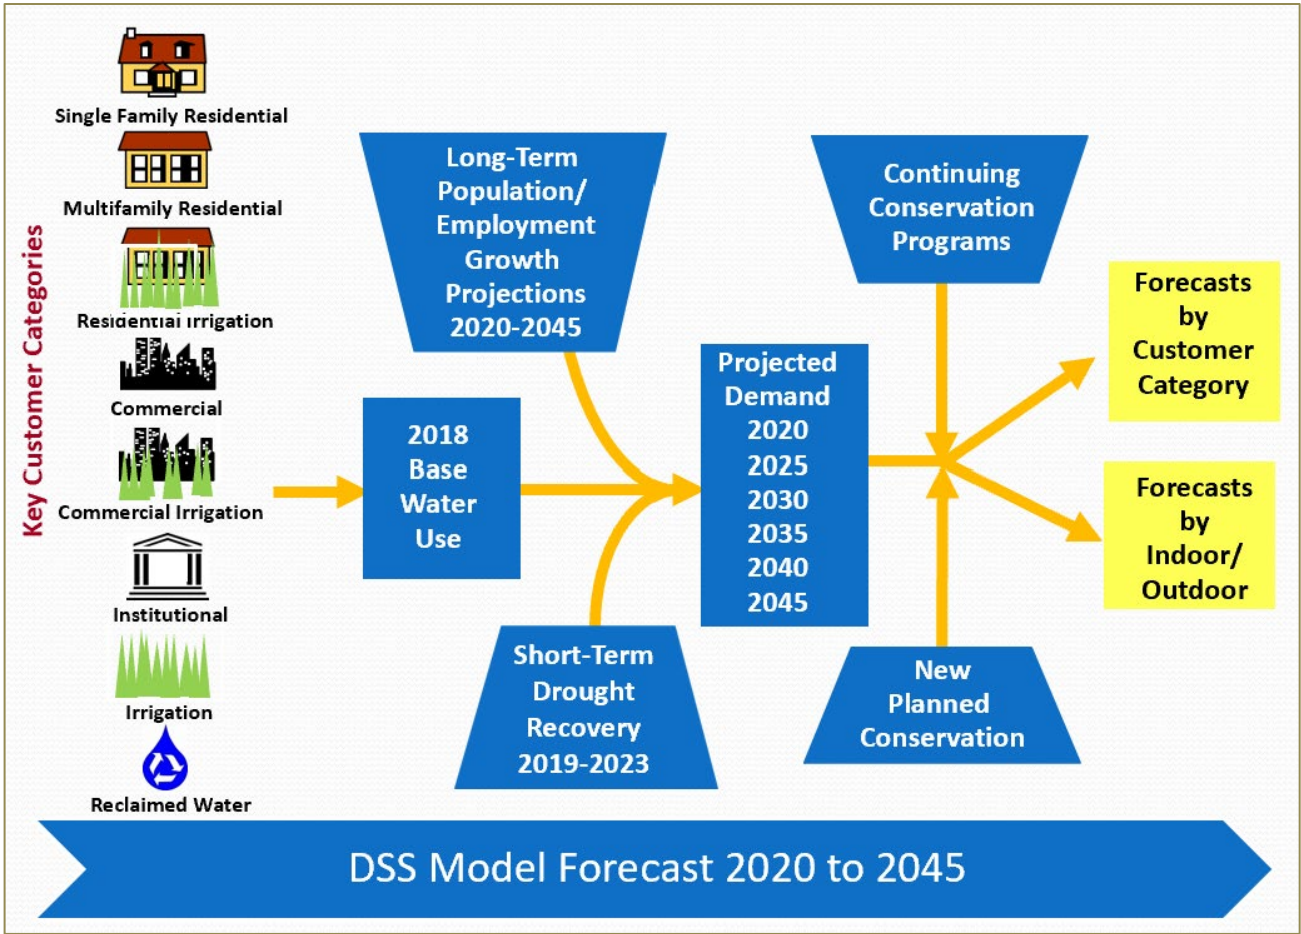 Key Customer Categories
Single Family Residential
Multifamily Residential
Residential Irrigation
Commercial
Commercial Irrigation
Institutional
Irrigation
Reclaimed Water
2018
Base
Water
Use
Long-Term
Population/
Employment
Growth
Projections
2020-2045
Short-Term
Drought
Recovery
2019-2023
Projected
Demand
2020
2025
2030
2035
2040
2045
Continuing
Conservation
Programs
New
Planned
Conservation
Forecasts
by
Customer
Category
Forecasts
by
Indoor/
Outdoor
DSS Model Forecast 2020 to 2045